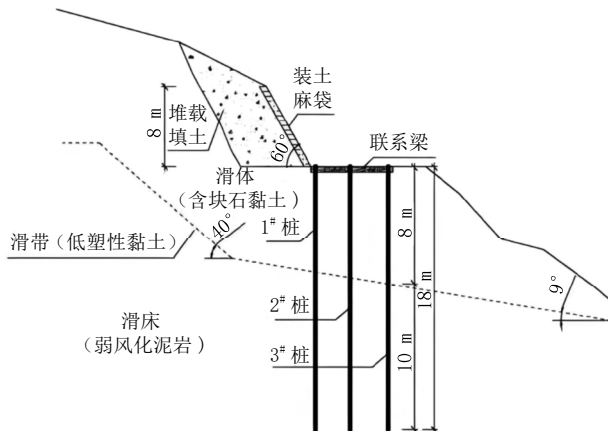 装土
麻袋
堆载
填土
8 m
60°
联系梁
滑体
（含块石黏土）
1# 桩
滑带（低塑性黏土）
40°
8 m
18 m
9°
2# 桩
滑床
（弱风化泥岩）
3# 桩
10 m